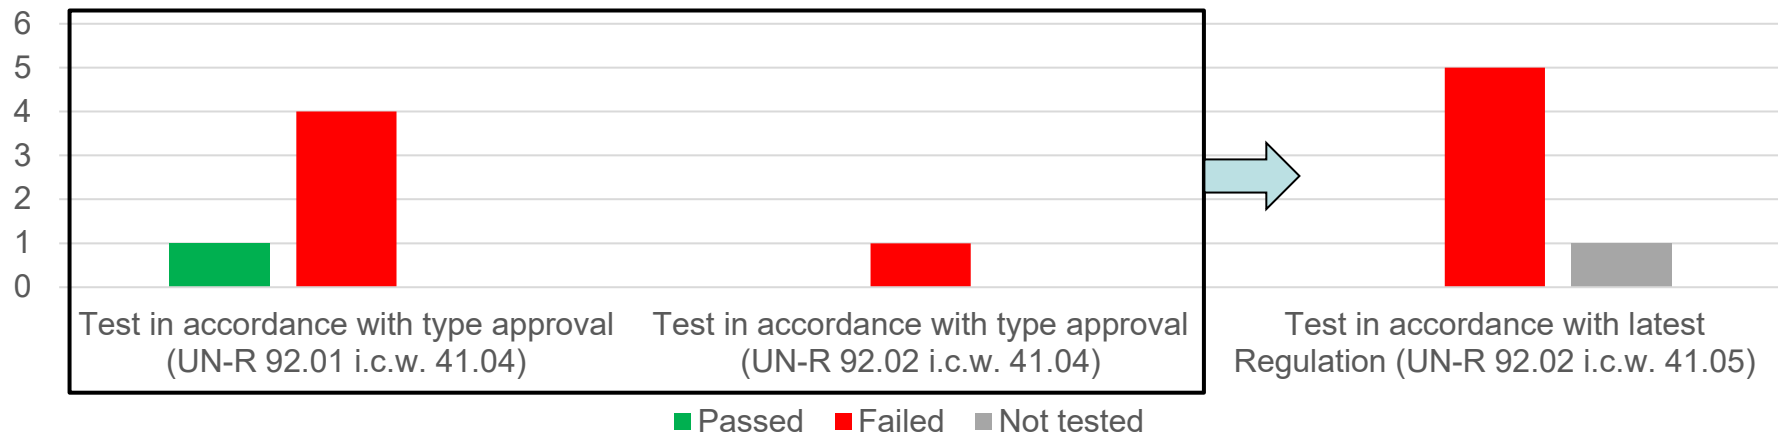 6
5
4
3
2
1
0
Test in accordance with type approval
(UN-R 92.01 i.c.w. 41.04)
Test in accordance with type approval
(UN-R 92.02 i.c.w. 41.04)
Test in accordance with latest
Regulation (UN-R 92.02 i.c.w. 41.05)
Passed Failed Not tested